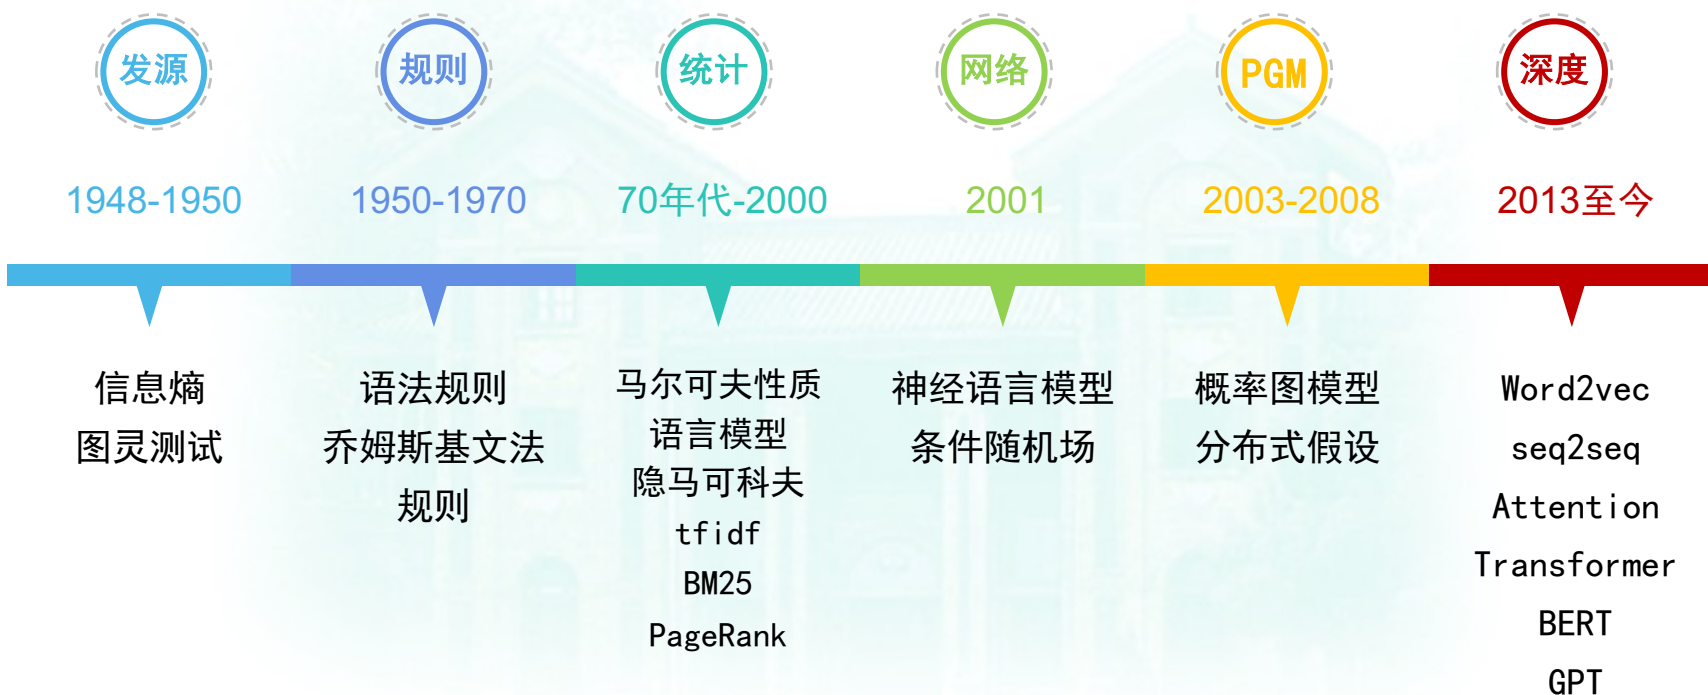 发源
规则
统计
网络
PGM
深度
1948-1950
1950-1970
70年代-2000
2001
2003-2008
2013至今
信息熵
图灵测试
语法规则
乔姆斯基文法
规则
马尔可夫性质
语言模型
隐马可科夫
tfidf
BM25
PageRank
神经语言模型
条件随机场
概率图模型
分布式假设
Word2vec
seq2seq
Attention
Transformer
BERT
GPT